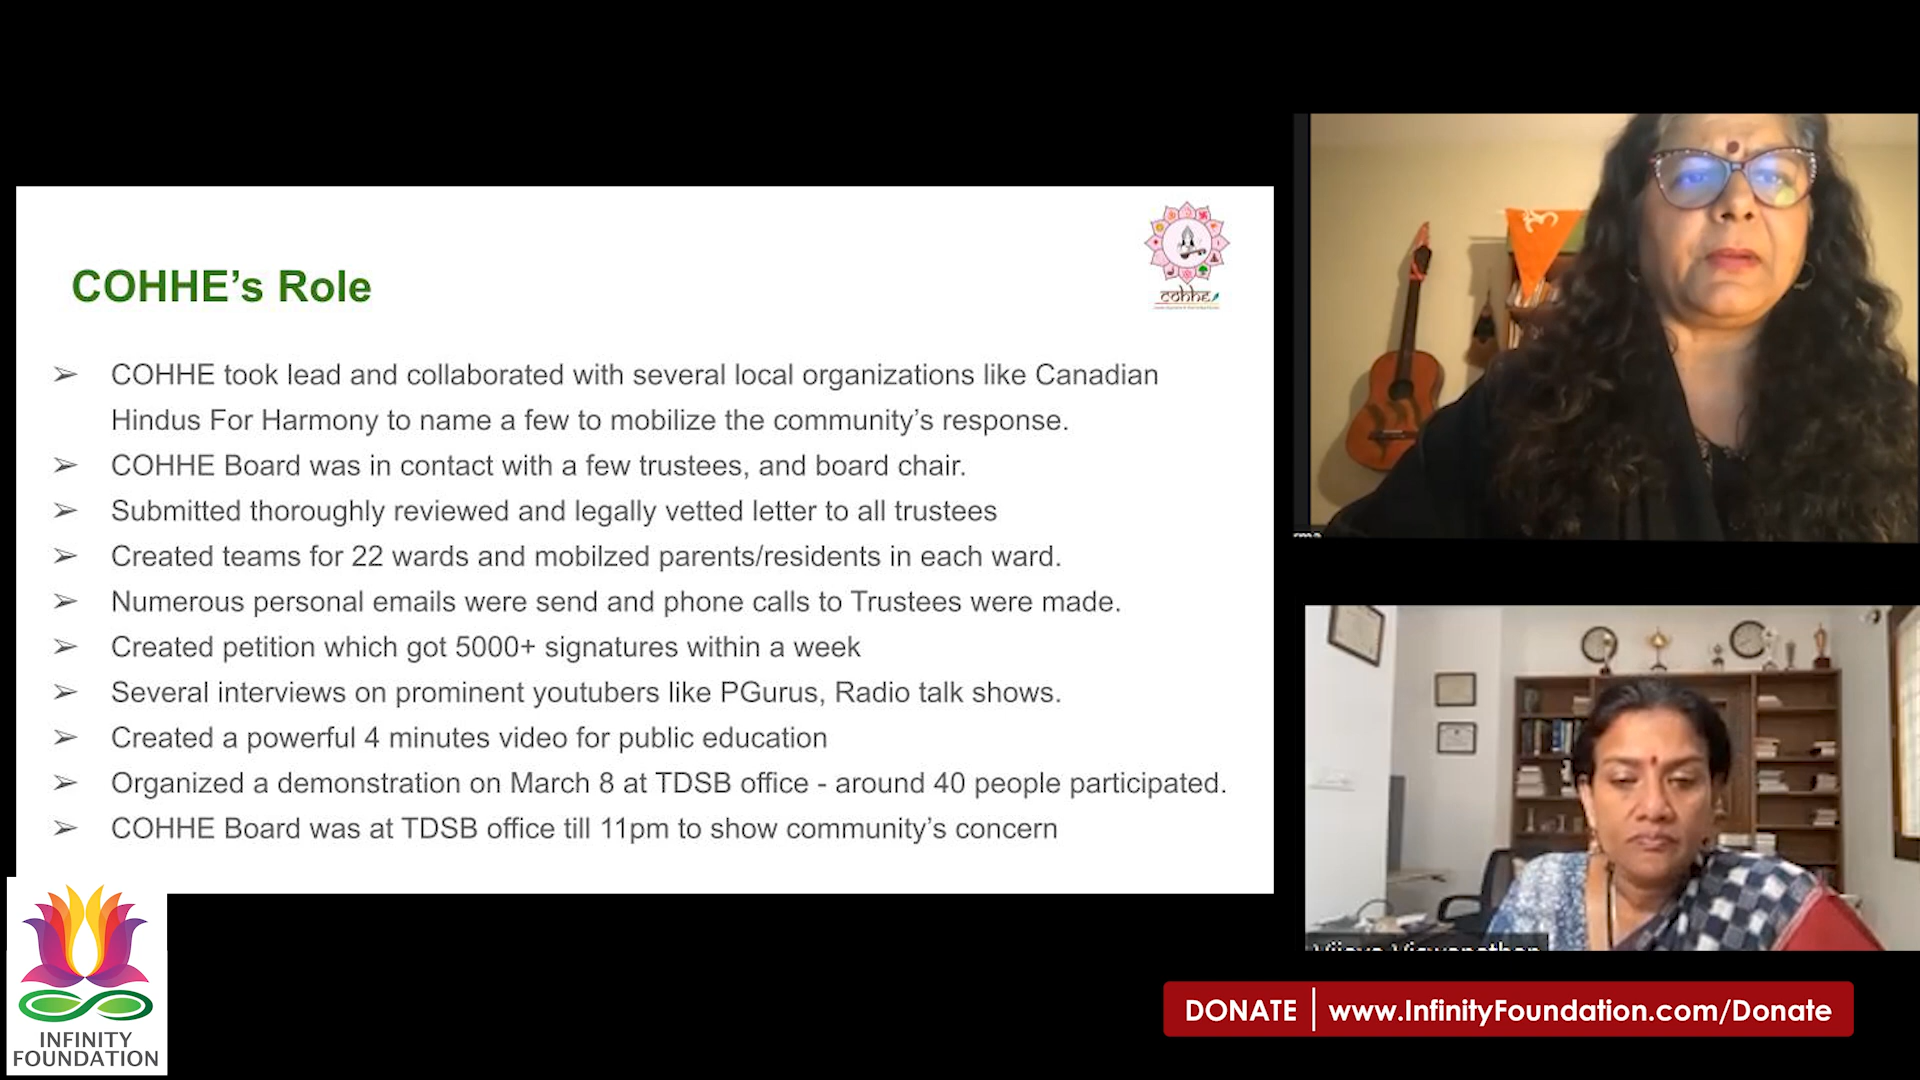 COHHE's Role
cohhe
➢ COHHE took lead and collaborated with several local organizations like Canadian
Hindus For Harmony to name a few to mobilize the community's response.
➢ COHHE Board was in contact with a few trustees, and board chair.
➢ Submitted thoroughly reviewed and legally vetted letter to all trustees
➢ Created teams for 22 wards and mobilzed parents/residents in each ward.
➢ Numerous personal emails were send and phone calls to Trustees were made.
➢ Created petition which got 5000+ signatures within a week
➢ Several interviews on prominent youtubers like PGurus, Radio talk shows.
➢ Created a powerful 4 minutes video for public education
➢ Organized a demonstration on March 8 at TDSB office - around 40 people participated.
➢ COHHE Board was at TDSB office till 11pm to show community's concern
ॐ
INFINITY
FOUNDATION
DONATE | www.InfinityFoundation.com/Donate